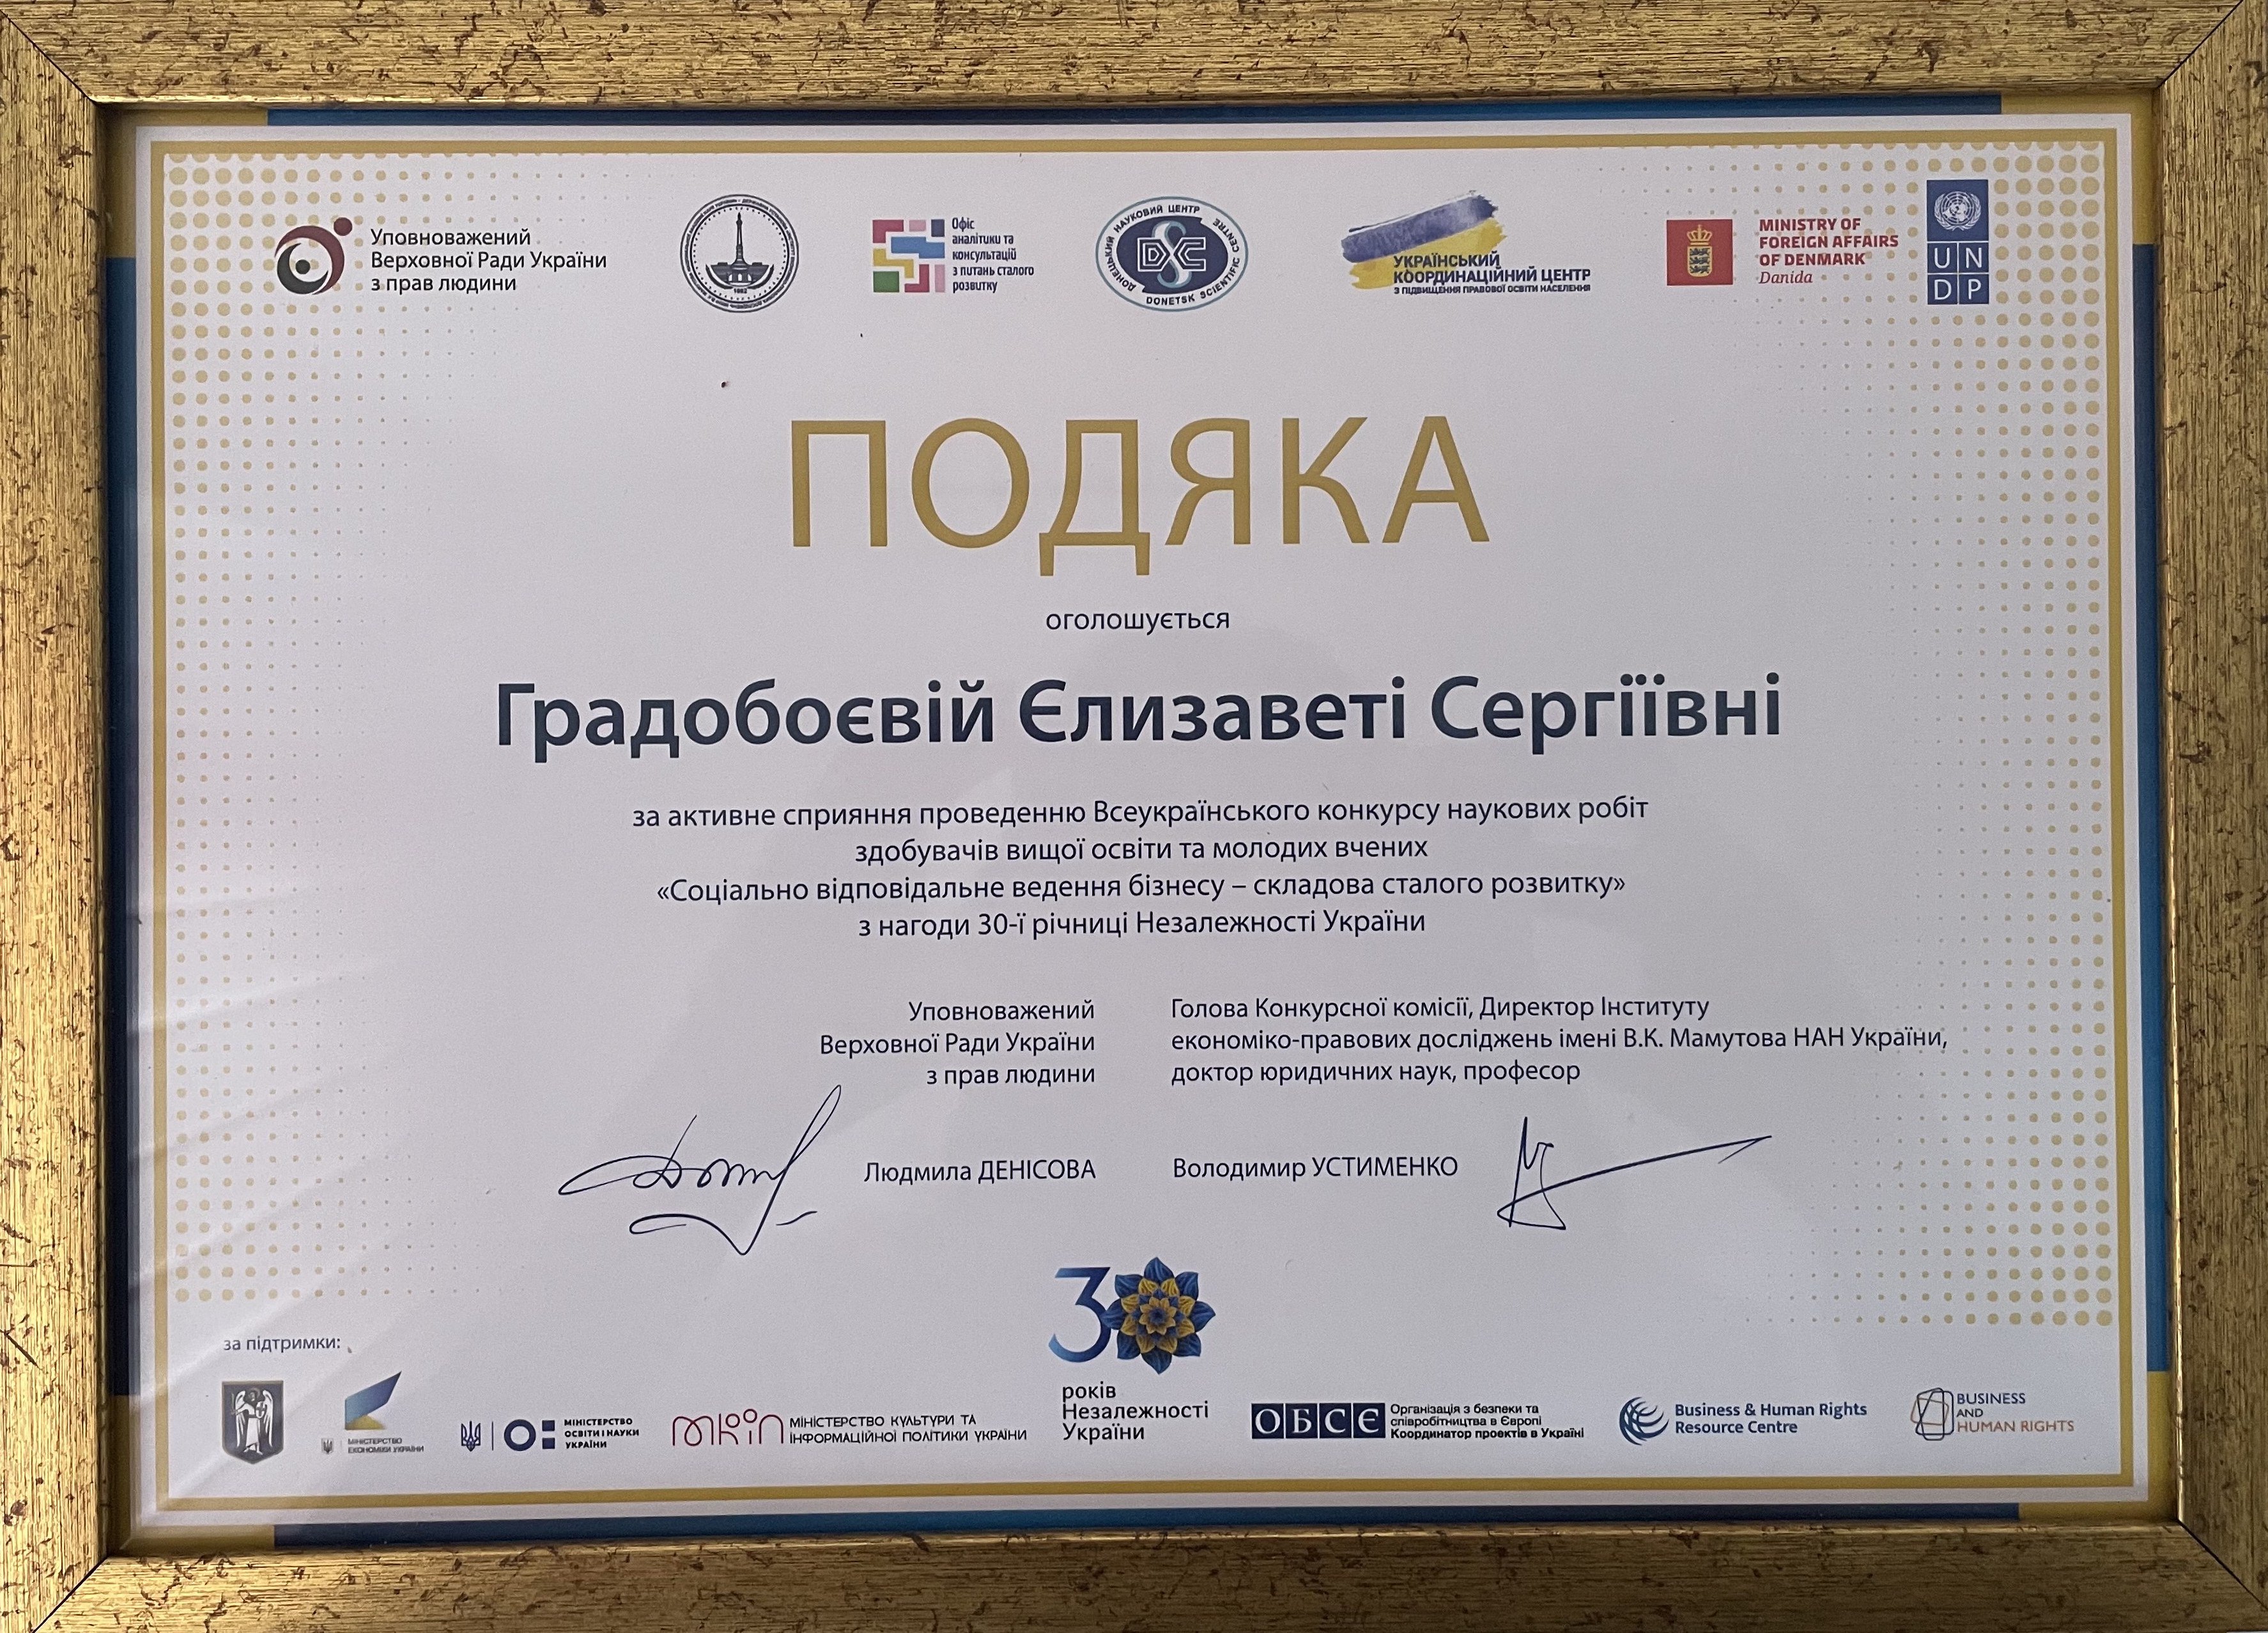 Уповноважений
Верховної Ради України
з прав людини
1992
Офіс
аналітики та
консультацій
з питань сталого
розвитку
ДОНЕЦЬКИЙ НАУКОВИЙ ЦЕНТР
DONETSK SCIENTIFIC CENTRE
УКРАЇНСЬКИЙ
КООРДИНАЦІЙНИЙ ЦЕНТР
З ПІДВИЩЕННЯ ПРАВОВОЇ ОСВІТИ НАСЕЛЕННЯ
MINISTRY OF
FOREIGN AFFAIRS
OF DENMARK
Danida
UN
DP
ПОДЯКА
оголошується
Градобоєвій Єлизаветі Сергіївні
за активне сприяння проведенню Всеукраїнського конкурсу наукових робіт
здобувачів вищої освіти та молодих вчених
«Соціально відповідальне ведення бізнесу – складова сталого розвитку»
з нагоди 30-ї річниці Незалежності України
Уповноважений
Верховної Ради України
з прав людини
Людмила ДЕНІСОВА
Голова Конкурсної комісії, Директор Інституту
економіко-правових досліджень імені В.К. Мамутова НАН України,
доктор юридичних наук, професор
Володимир УСТИМЕНКО
за підтримки:
МІНІСТЕРСТВО
ЕКОНОМІКИ УКРАЇНИ
МІНІСТЕРСТВО
ОСВІТИ І НАУКИ
УКРАЇНИ
мкіп
МІНІСТЕРСТВО КУЛЬТУРИ ТА
ІНФОРМАЦІЙНОЇ ПОЛІТИКИ УКРАЇНИ
30
років
Незалежності
України
ОБСЄ
Організація з безпеки та
співробітництва в Європі
Координатор проектів в Україні
Business & Human Rights
Resource Centre
BUSINESS
AND
HUMAN RIGHTS